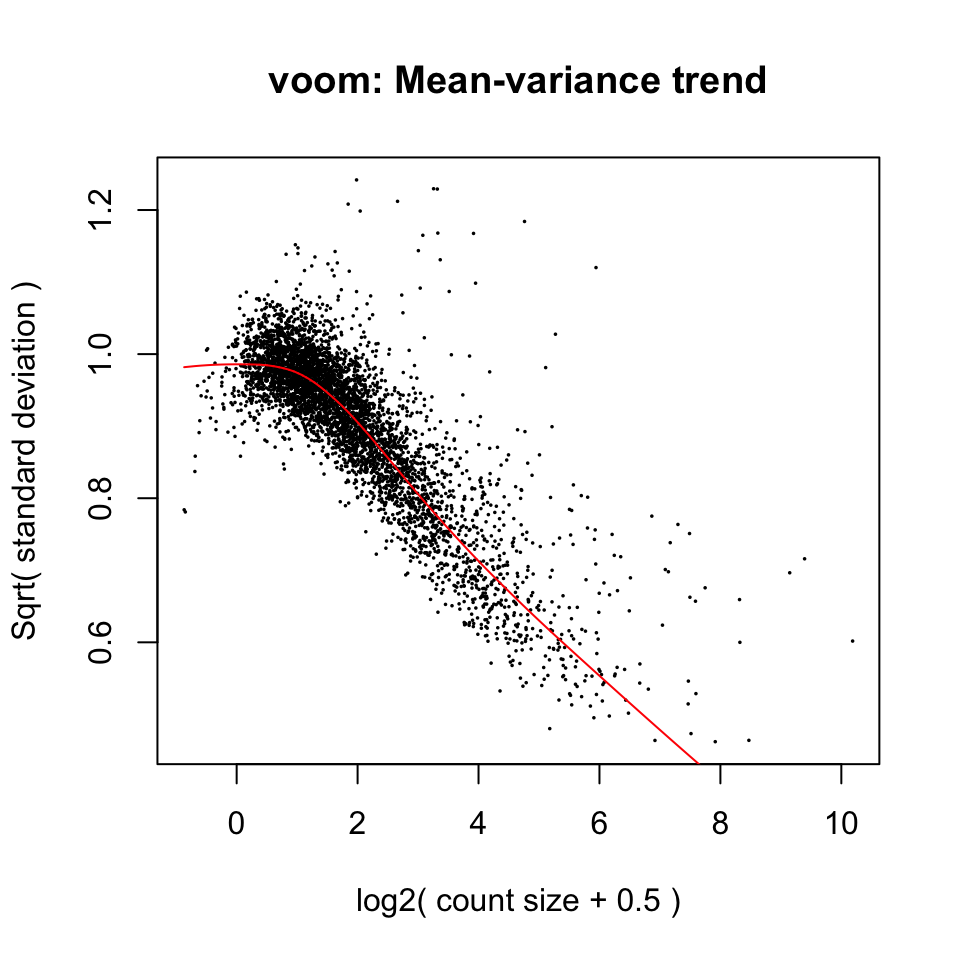 voom: Mean-variance trend
Sqrt( standard deviation )
1.2
1.0
0.8
0.6
0 2 4 6 8 10
log2( count size + 0.5 )